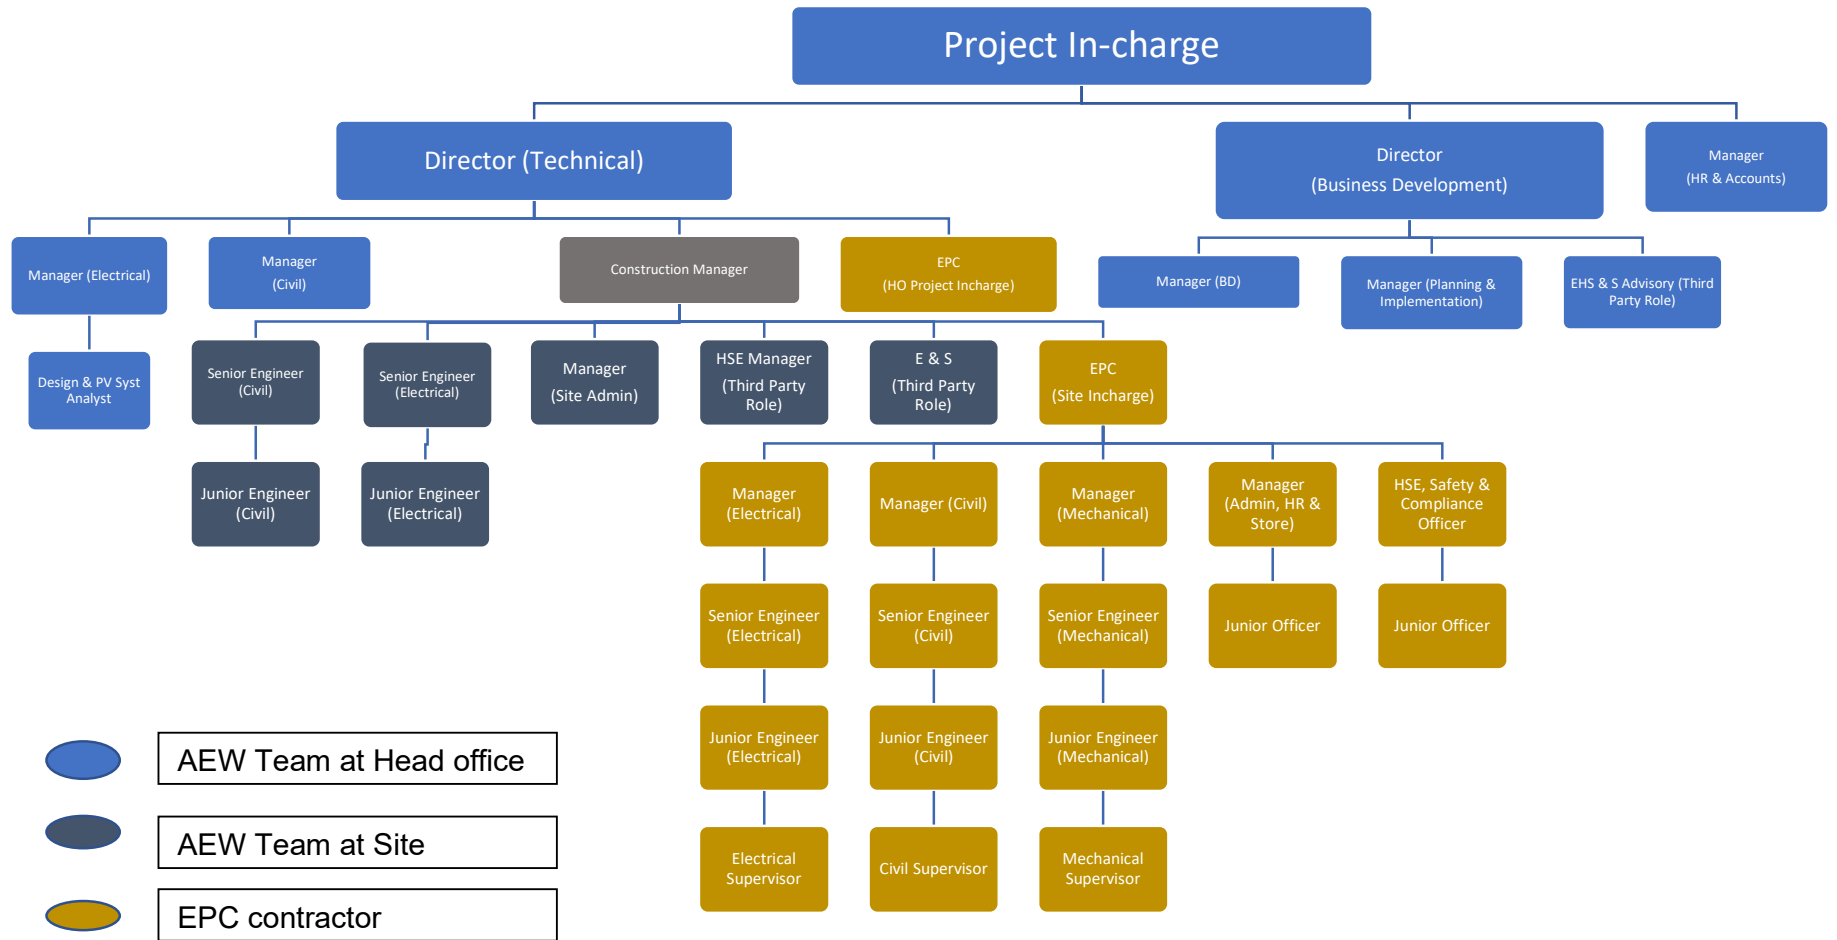 Project In-charge
Director (Technical)
Director
(Business Development)
Manager
(HR & Accounts)
Manager (Electrical)
Manager
(Civil)
Construction Manager
EPC
(HO Project Incharge)
Manager (BD)
Manager (Planning &
Implementation)
EHS & S Advisory (Third
Party Role)
Design & PV Syst
Analyst
Senior Engineer
(Civil)
Senior Engineer
(Electrical)
Manager
(Site Admin)
HSE Manager
(Third Party
Role)
E & S
(Third Party
Role)
EPC
(Site Incharge)
Junior Engineer
(Civil)
Junior Engineer
(Electrical)
Manager
(Electrical)
Manager (Civil)
Manager
(Mechanical)
Manager
(Admin, HR &
Store)
HSE, Safety &
Compliance
Officer
Senior Engineer
(Electrical)
Senior Engineer
(Civil)
Senior Engineer
(Mechanical)
Junior Officer
Junior Officer
Junior Engineer
(Electrical)
Junior Engineer
(Civil)
Junior Engineer
(Mechanical)
Electrical
Supervisor
Civil Supervisor
Mechanical
Supervisor
AEW Team at Head office
AEW Team at Site
EPC contractor